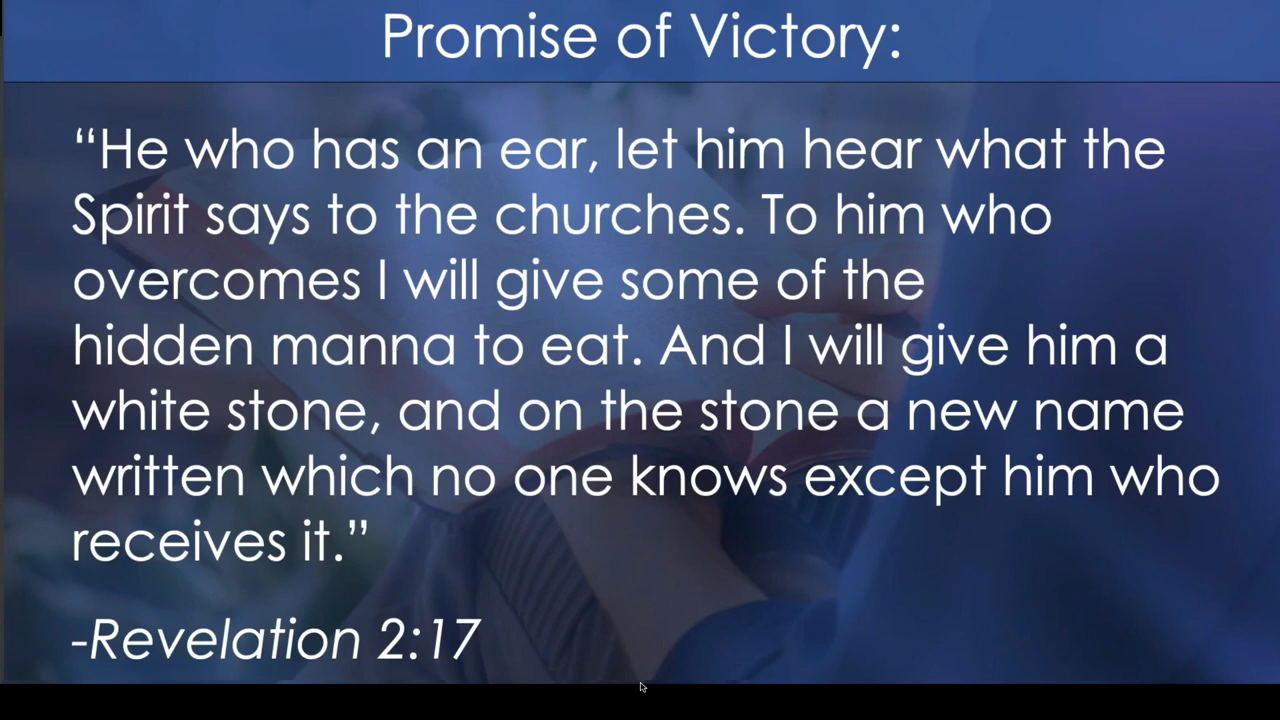 Promise of Victory:
“He who has an ear, let him hear what the
Spirit says to the churches. To him who
overcomes I will give some of the
hidden manna to eat. And I will give him a
white stone, and on the stone a new name
written which no one knows except him who
receives it.”
-Revelation 2:17